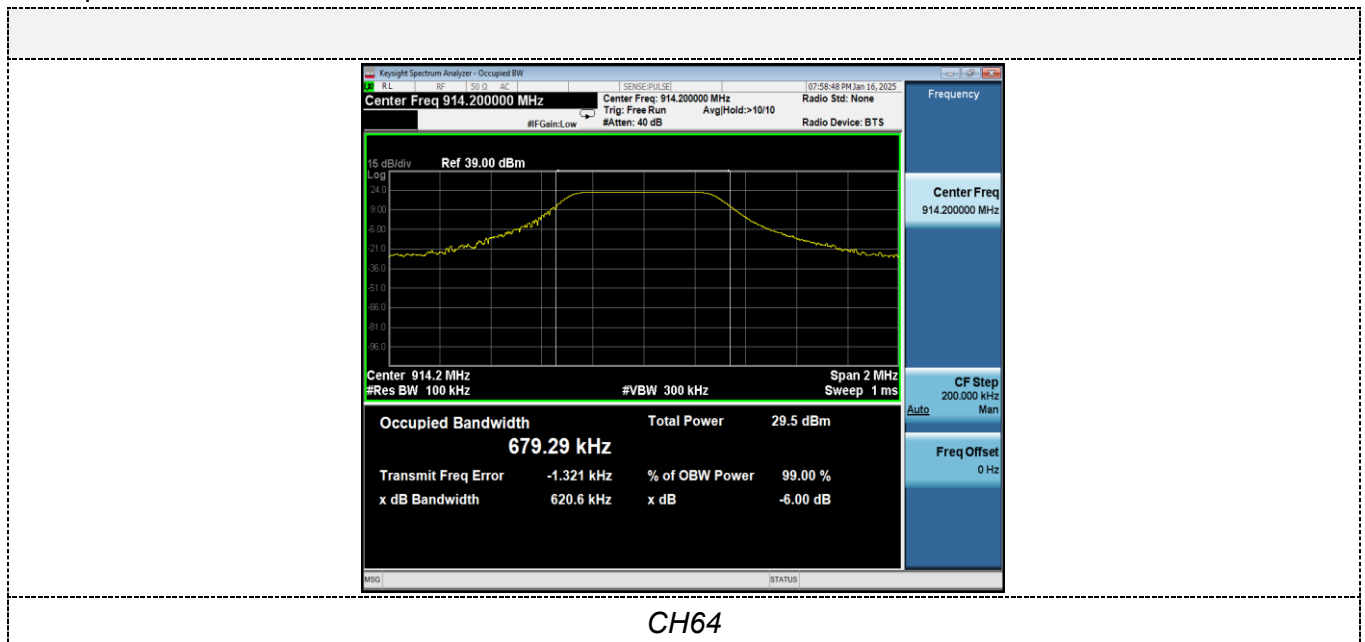 Keysight Spectrum Analyzer - Occupied BW
RL RF 50 Ω AC SENSE:PULSE 07:58:48 PM Jan 16, 2025
Center Freq 914.200000 MHz
Center Freq: 914.200000 MHz Radio Std: None
Trig: Free Run Avg|Hold:>10/10
#IFGain:Low #Atten: 40 dB Radio Device: BTS
Frequency
15 dB/div Ref 39.00 dBm
Log
24.0
9.00
-6.00
-21.0
-36.0
-51.0
-66.0
-81.0
-96.0
Center 914.2 MHz Span 2 MHz
#Res BW 100 kHz #VBW 300 kHz Sweep 1 ms
Center Freq
914.200000 MHz
CF Step
200.000 kHz
Auto Man
Freq Offset
0 Hz
Occupied Bandwidth Total Power 29.5 dBm
679.29 kHz
Transmit Freq Error -1.321 kHz % of OBW Power 99.00 %
x dB Bandwidth 620.6 kHz x dB -6.00 dB
MSG STATUS
CH64